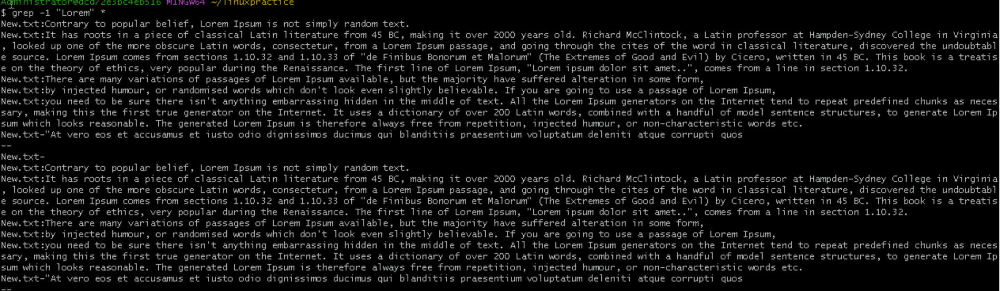 Administrator@dcd72e3bc4eb516 MINGW64 ~/linuxpractice
$ grep -1 "Lorem" *
New.txt:Contrary to popular belief, Lorem Ipsum is not simply random text.
New.txt:It has roots in a piece of classical Latin literature from 45 BC, making it over 2000 years old. Richard McClintock, a Latin professor at Hampden-Sydney College in Virginia
, looked up one of the more obscure Latin words, consectetur, from a Lorem Ipsum passage, and going through the cites of the word in classical literature, discovered the undoubtabl
e source. Lorem Ipsum comes from sections 1.10.32 and 1.10.33 of "de Finibus Bonorum et Malorum" (The Extremes of Good and Evil) by Cicero, written in 45 BC. This book is a treatis
e on the theory of ethics, very popular during the Renaissance. The first line of Lorem Ipsum, "Lorem ipsum dolor sit amet..", comes from a line in section 1.10.32.
New.txt:There are many variations of passages of Lorem Ipsum available, but the majority have suffered alteration in some form,
New.txt:by injected humour, or randomised words which don't look even slightly believable. If you are going to use a passage of Lorem Ipsum,
New.txt:you need to be sure there isn't anything embarrassing hidden in the middle of text. All the Lorem Ipsum generators on the Internet tend to repeat predefined chunks as neces
sary, making this the first true generator on the Internet. It uses a dictionary of over 200 Latin words, combined with a handful of model sentence structures, to generate Lorem Ip
sum which looks reasonable. The generated Lorem Ipsum is therefore always free from repetition, injected humour, or non-characteristic words etc.
New.txt-"At vero eos et accusamus et iusto odio dignissimos ducimus qui blanditiis praesentium voluptatum deleniti atque corrupti quos
--
New.txt-
New.txt:Contrary to popular belief, Lorem Ipsum is not simply random text.
New.txt:It has roots in a piece of classical Latin literature from 45 BC, making it over 2000 years old. Richard McClintock, a Latin professor at Hampden-Sydney College in Virginia
, looked up one of the more obscure Latin words, consectetur, from a Lorem Ipsum passage, and going through the cites of the word in classical literature, discovered the undoubtabl
e source. Lorem Ipsum comes from sections 1.10.32 and 1.10.33 of "de Finibus Bonorum et Malorum" (The Extremes of Good and Evil) by Cicero, written in 45 BC. This book is a treatis
e on the theory of ethics, very popular during the Renaissance. The first line of Lorem Ipsum, "Lorem ipsum dolor sit amet..", comes from a line in section 1.10.32.
New.txt:There are many variations of passages of Lorem Ipsum available, but the majority have suffered alteration in some form,
New.txt:by injected humour, or randomised words which don't look even slightly believable. If you are going to use a passage of Lorem Ipsum,
New.txt:you need to be sure there isn't anything embarrassing hidden in the middle of text. All the Lorem Ipsum generators on the Internet tend to repeat predefined chunks as neces
sary, making this the first true generator on the Internet. It uses a dictionary of over 200 Latin words, combined with a handful of model sentence structures, to generate Lorem Ip
sum which looks reasonable. The generated Lorem Ipsum is therefore always free from repetition, injected humour, or non-characteristic words etc.
New.txt-"At vero eos et accusamus et iusto odio dignissimos ducimus qui blanditiis praesentium voluptatum deleniti atque corrupti quos
--